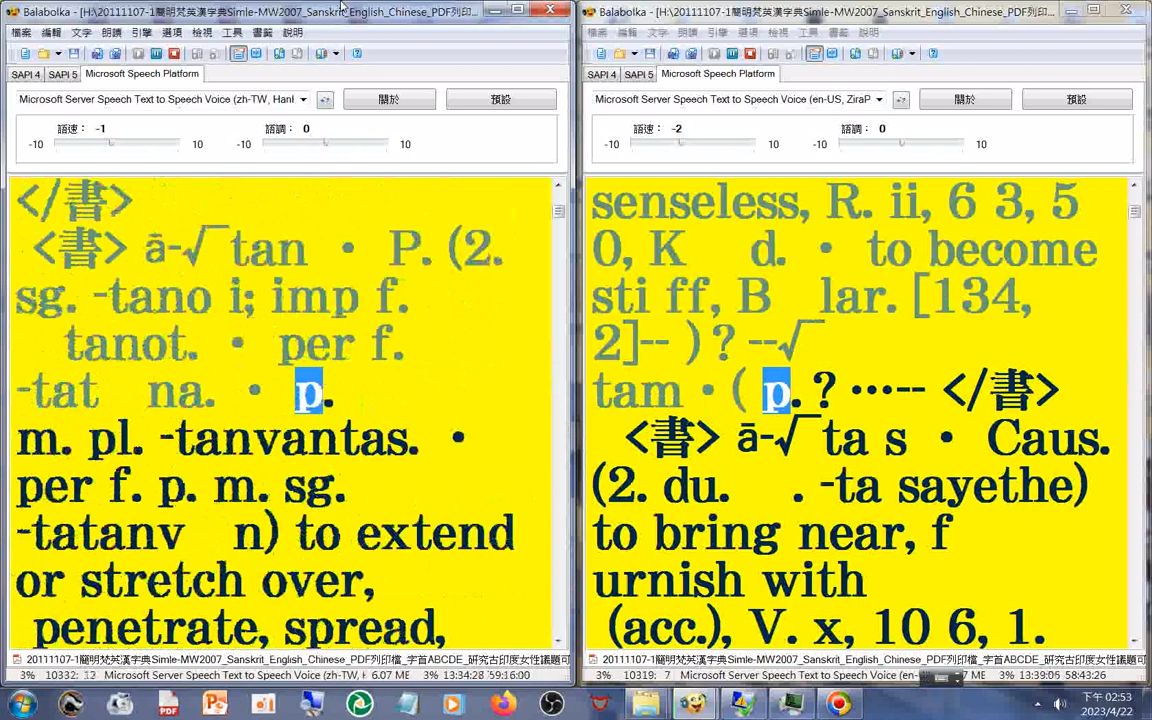 Balabolka - [H:\20111107-1簡明梵英漢字典Simle-MW2007_Sanskrit_English_Chinese_PDF列印...
檔案 編輯 文字 朗讀 引擎 選項 檢視 工具 書籤 說明
SAPI 4 SAPI 5 Microsoft Speech Platform
Microsoft Server Speech Text to Speech Voice (zh-TW, Hanl
關於 預設
語速： -1 語調： 0
-10 10 -10 10
</書>
<書> ā-√ tan • P. (2.
sg. -tano i; imp f.
tanot. • per f.
-tat na. • p.
m. pl. -tanvantas. •
per f. p. m. sg.
-tatanv n) to extend
or stretch over,
penetrate, spread,
20111107-1簡明梵英漢字典Simle-MW2007_Sanskrit_English_Chinese_PDF列印檔_字首ABCDE_研究古印度女性議題可
3% 10332: 12 Microsoft Server Speech Text to Speech Voice (zh-TW, H 6.07 ME 3% 13:34:28 59:16:00
Balabolka - [H:\20111107-1簡明梵英漢字典Simle-MW2007_Sanskrit_English_Chinese_PDF列印...
檔案 編輯 文字 朗讀 引擎 選項 檢視 工具 書籤 說明
SAPI 4 SAPI 5 Microsoft Speech Platform
Microsoft Server Speech Text to Speech Voice (en-US, ZiraP
關於 預設
語速： -2 語調： 0
-10 10 -10 10
senseless, R. ii, 6 3, 5
0, K d. • to become
sti ff, B lar. [134,
2]-- ) ? --√
tam • ( p. ? ···-- </書>
<書> ā-√ ta s • Caus.
(2. du. . -ta sayethe)
to bring near, f
urnish with
(acc.), V. x, 10 6, 1.
20111107-1簡明梵英漢字典Simle-MW2007_Sanskrit_English_Chinese_PDF列印檔_字首ABCDE_研究古印度女性議題可
3% 10319: 7 Microsoft Server Speech Text to Speech Voice (en- ME 3% 13:39:05 58:43:26
下午 02:53
2023/4/22